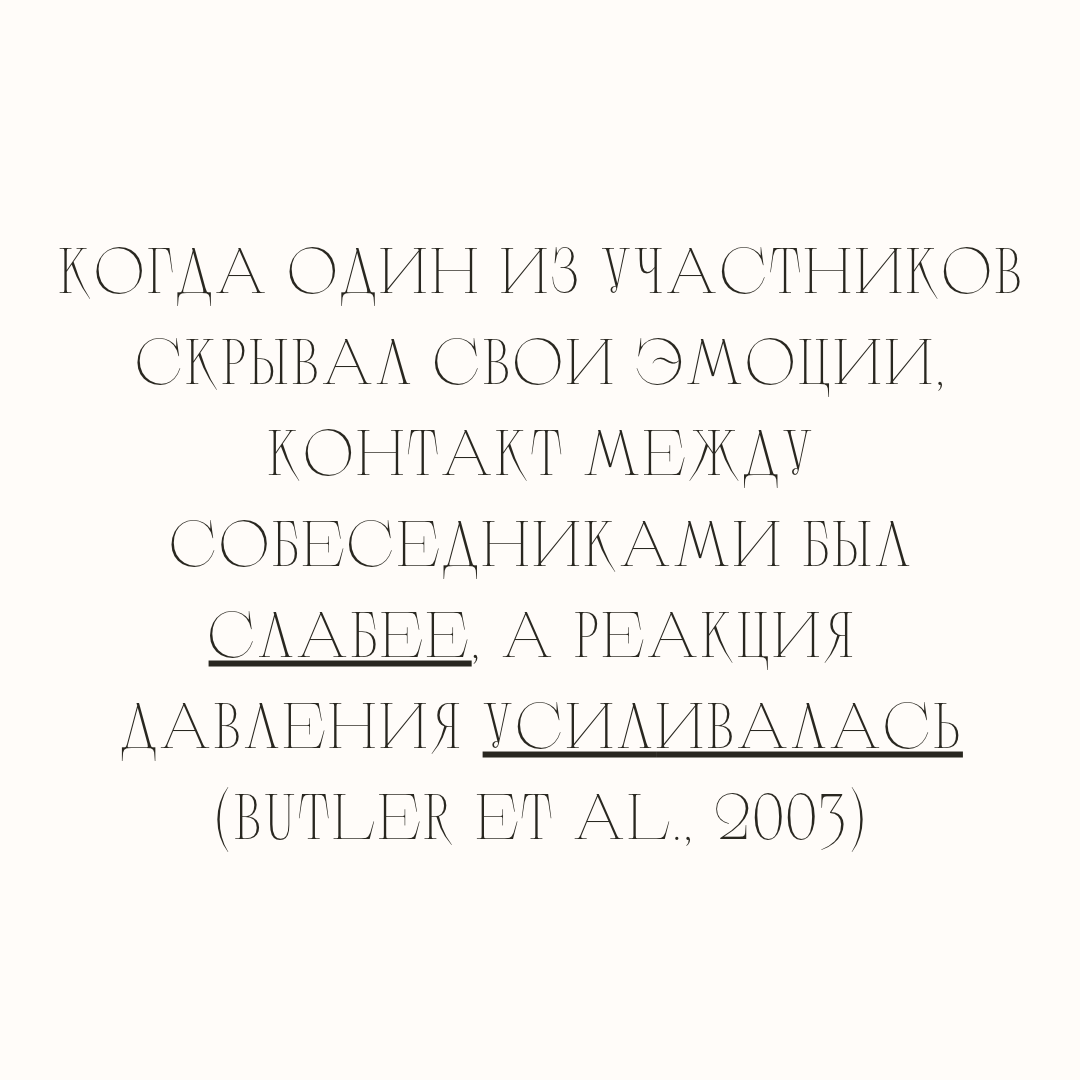 КОГДА ОДИН ИЗ УЧАСТНИКОВ
СКРЫВАЛ СВОИ ЭМОЦИИ,
КОНТАКТ МЕЖДУ
СОБЕСЕДНИКАМИ БЫЛ
СЛАБЕЕ, А РЕАКЦИЯ
ДАВЛЕНИЯ УСИЛИВАЛАСЬ
(BUTLER ET AL., 2003)